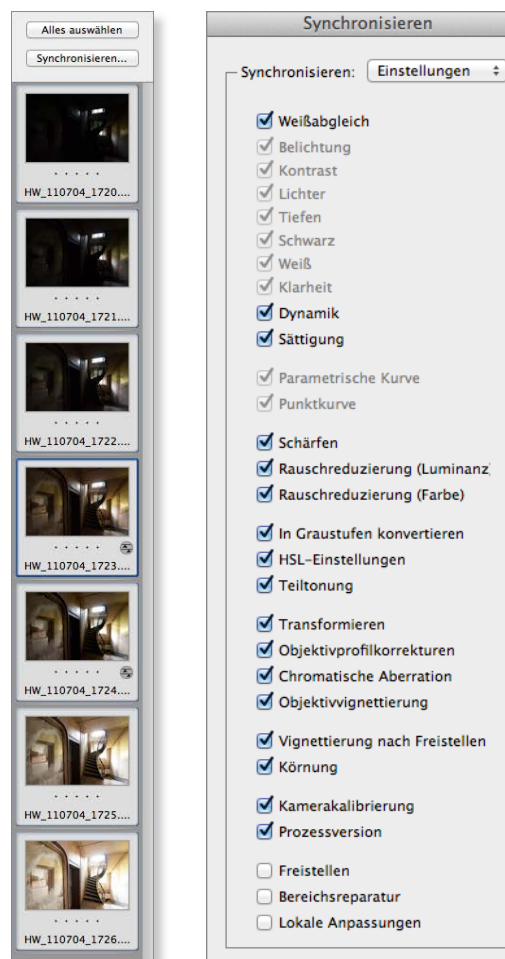 Alles auswählen
Synchronisieren...
HW_110704_1720....
HW_110704_1721....
HW_110704_1722....
HW_110704_1723....
HW_110704_1724....
HW_110704_1725....
HW_110704_1726....
Synchronisieren
Synchronisieren: Einstellungen
Weißabgleich
Belichtung
Kontrast
Lichter
Tiefen
Schwarz
Weiß
Klarheit
Dynamik
Sättigung
Parametrische Kurve
Punktkurve
Schärfen
Rauschreduzierung (Luminanz)
Rauschreduzierung (Farbe)
In Graustufen konvertieren
HSL-Einstellungen
Teiltonung
Transformieren
Objektivprofilkorrekturen
Chromatische Aberration
Objektivvignettierung
Vignettierung nach Freistellen
Körnung
Kamerakalibrierung
Prozessversion
Freistellen
Bereichsreparatur
Lokale Anpassungen